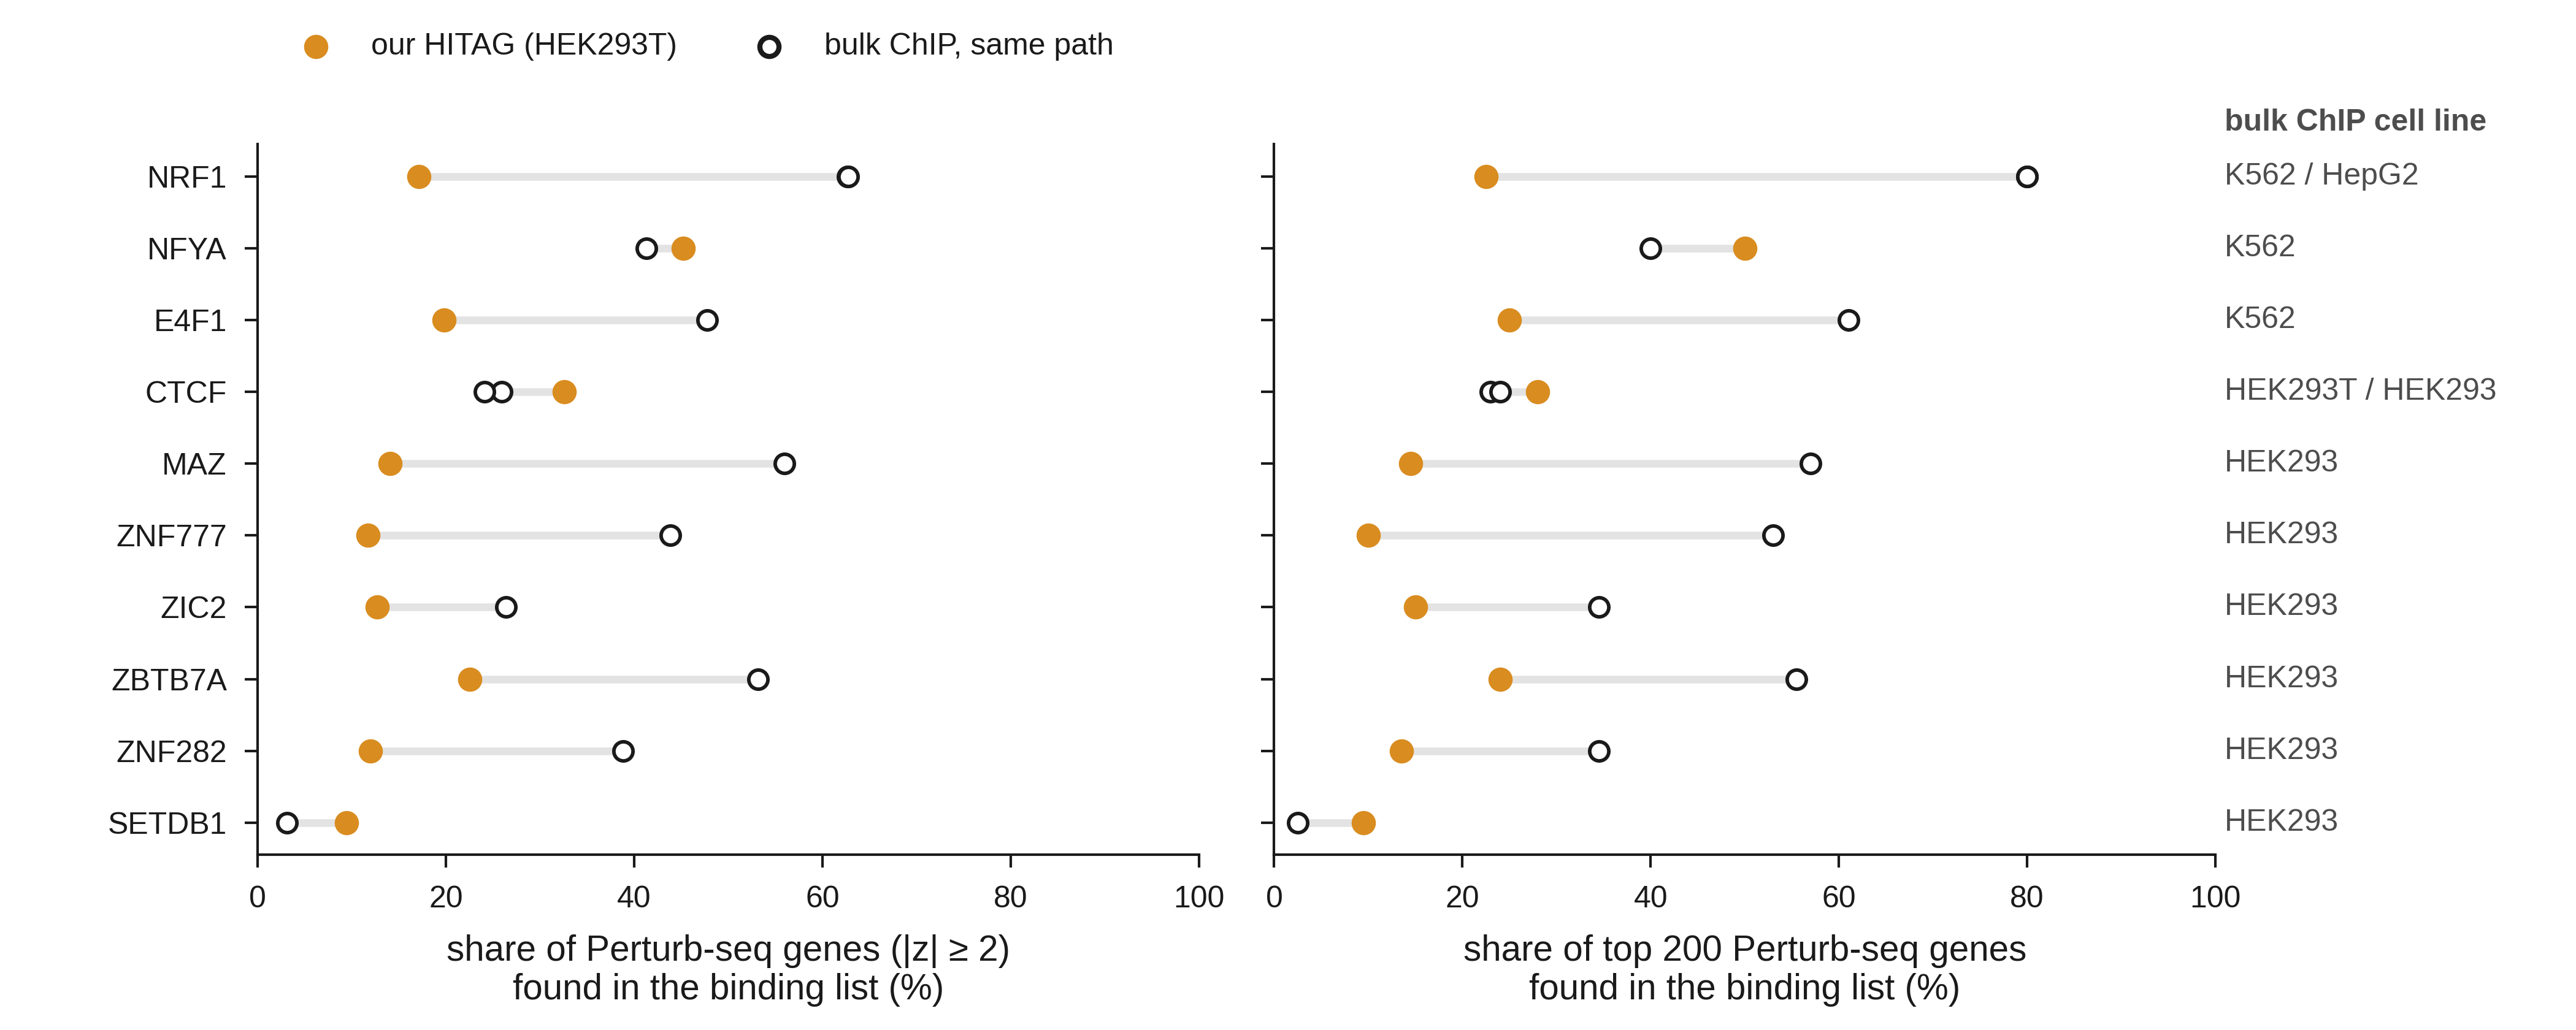 our HITAG (HEK293T)
bulk ChIP, same path
bulk ChIP cell line
NRF1
K562 / HepG2
NFYA
K562
E4F1
K562
CTCF
HEK293T / HEK293
MAZ
HEK293
ZNF777
HEK293
ZIC2
HEK293
ZBTB7A
HEK293
ZNF282
HEK293
SETDB1
HEK293
0 20 40 60 80 100
0 20 40 60 80 100
share of Perturb-seq genes (|z| ≥ 2)
found in the binding list (%)
share of top 200 Perturb-seq genes
found in the binding list (%)